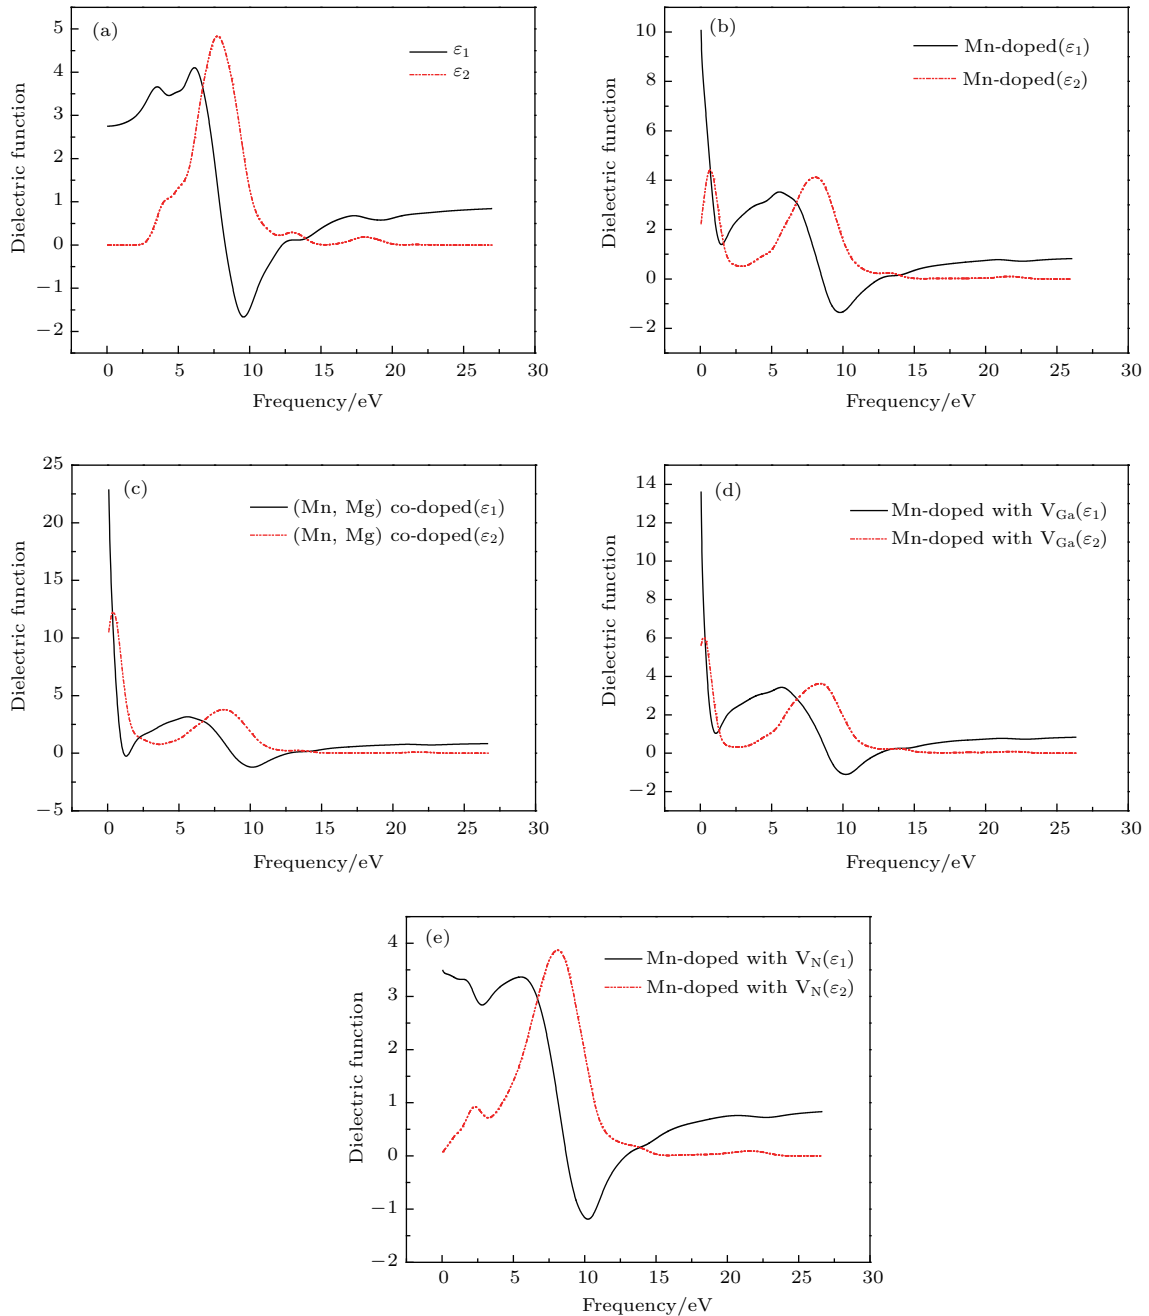 (a)
ε₁
ε₂
Dielectric function
5
4
3
2
1
0
−1
−2
0 5 10 15 20 25 30
Frequency/eV
(b)
Mn-doped(ε₁)
Mn-doped(ε₂)
Dielectric function
10
8
6
4
2
0
−2
0 5 10 15 20 25 30
Frequency/eV
(c)
(Mn, Mg) co-doped(ε₁)
(Mn, Mg) co-doped(ε₂)
Dielectric function
25
20
15
10
5
0
−5
0 5 10 15 20 25 30
Frequency/eV
(d)
Mn-doped with V_Ga(ε₁)
Mn-doped with V_Ga(ε₂)
Dielectric function
14
12
10
8
6
4
2
0
−2
0 5 10 15 20 25 30
Frequency/eV
(e)
Mn-doped with V_N(ε₁)
Mn-doped with V_N(ε₂)
Dielectric function
4
3
2
1
0
−1
−2
0 5 10 15 20 25 30
Frequency/eV